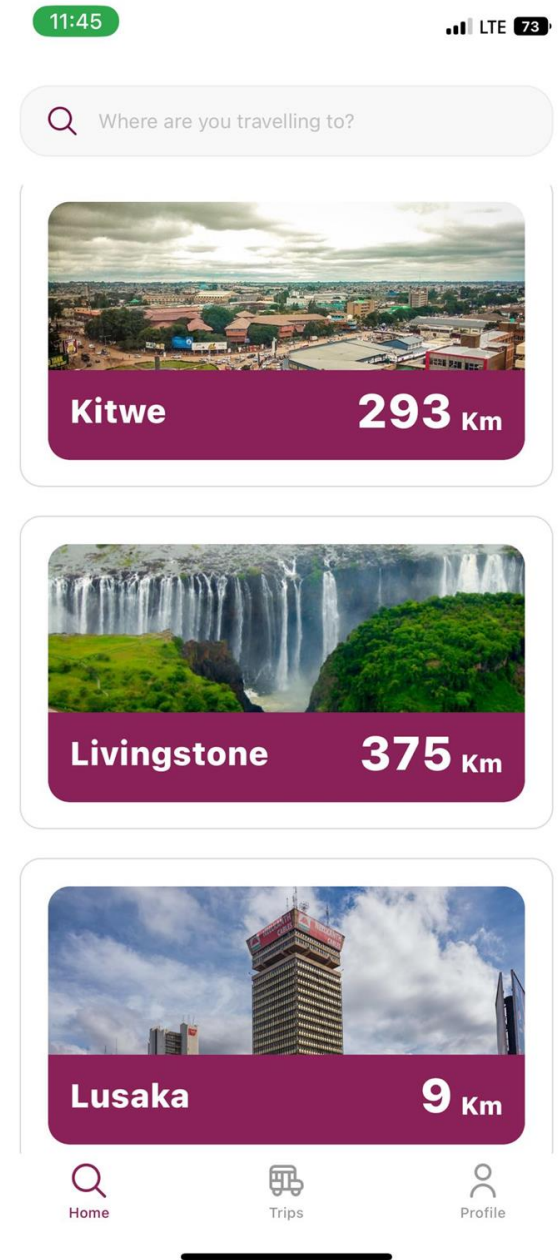 11:45
LTE 73
Where are you travelling to?
Kitwe 293 Km
Livingstone 375 Km
Lusaka 9 Km
Home Trips Profile